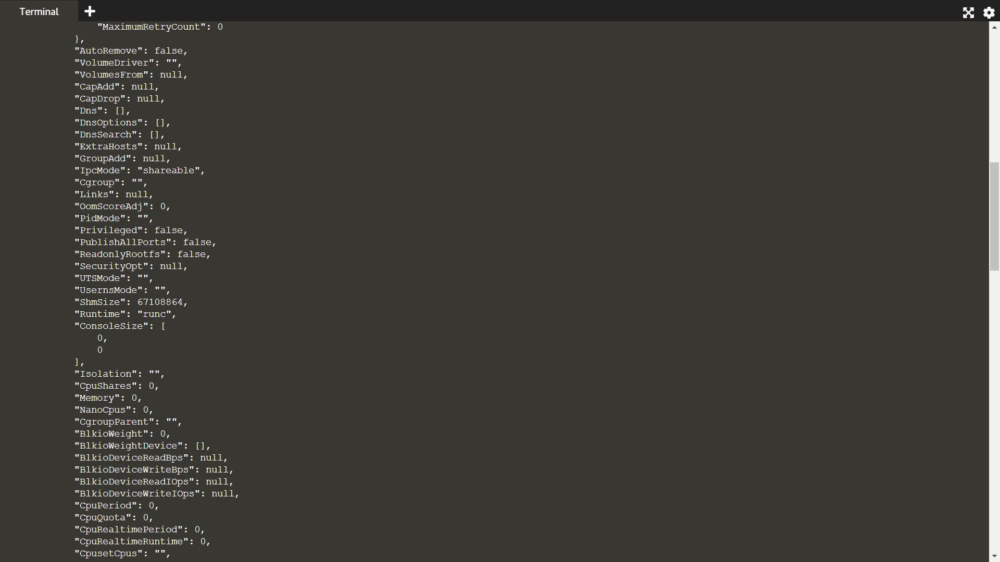 Terminal
"MaximumRetryCount": 0
},
"AutoRemove": false,
"VolumeDriver": "",
"VolumesFrom": null,
"CapAdd": null,
"CapDrop": null,
"Dns": [],
"DnsOptions": [],
"DnsSearch": [],
"ExtraHosts": null,
"GroupAdd": null,
"IpcMode": "shareable",
"Cgroup": "",
"Links": null,
"OomScoreAdj": 0,
"PidMode": "",
"Privileged": false,
"PublishAllPorts": false,
"ReadonlyRootfs": false,
"SecurityOpt": null,
"UTSMode": "",
"UsernsMode": "",
"ShmSize": 67108864,
"Runtime": "runc",
"ConsoleSize": [
0,
0
],
"Isolation": "",
"CpuShares": 0,
"Memory": 0,
"NanoCpus": 0,
"CgroupParent": "",
"BlkioWeight": 0,
"BlkioWeightDevice": [],
"BlkioDeviceReadBps": null,
"BlkioDeviceWriteBps": null,
"BlkioDeviceReadIOps": null,
"BlkioDeviceWriteIOps": null,
"CpuPeriod": 0,
"CpuQuota": 0,
"CpuRealtimePeriod": 0,
"CpuRealtimeRuntime": 0,
"CpusetCpus": "",